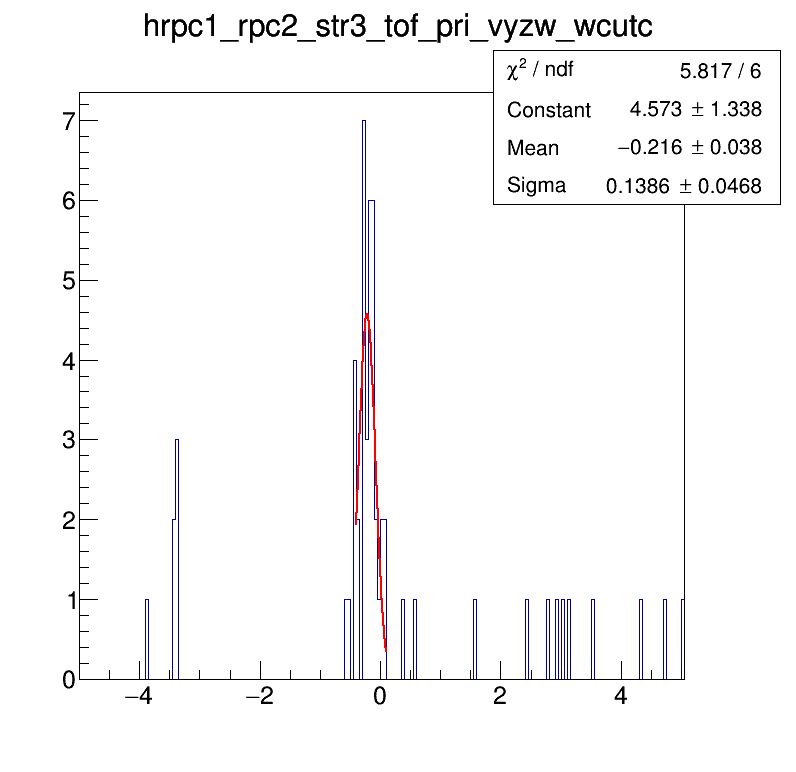 hrpc1_rpc2_str3_tof_pri_vyzw_wcutc
χ² / ndf 5.817 / 6
Constant 4.573 ± 1.338
Mean −0.216 ± 0.038
Sigma 0.1386 ± 0.0468
7
6
5
4
3
2
1
0
−4 −2 0 2 4